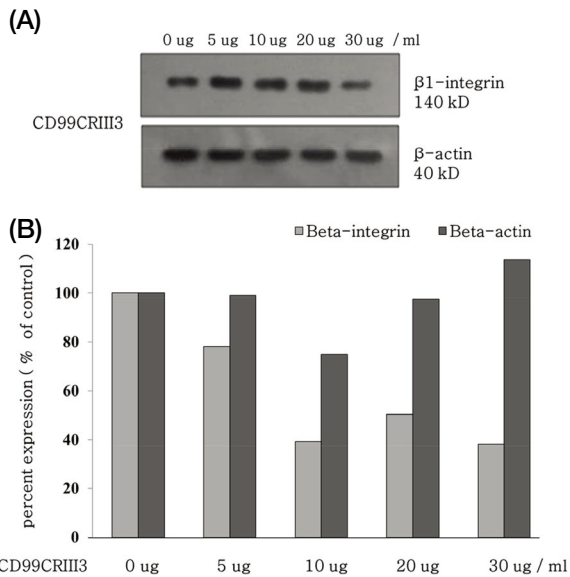 (A)
0 ug 5 ug 10 ug 20 ug 30 ug / ml
β1-integrin
140 kD
CD99CRIII3
β-actin
40 kD
(B)
Beta-integrin Beta-actin
percent expression ( % of control )
120
100
80
60
40
20
0
CD99CRIII3 0 ug 5 ug 10 ug 20 ug 30 ug / ml